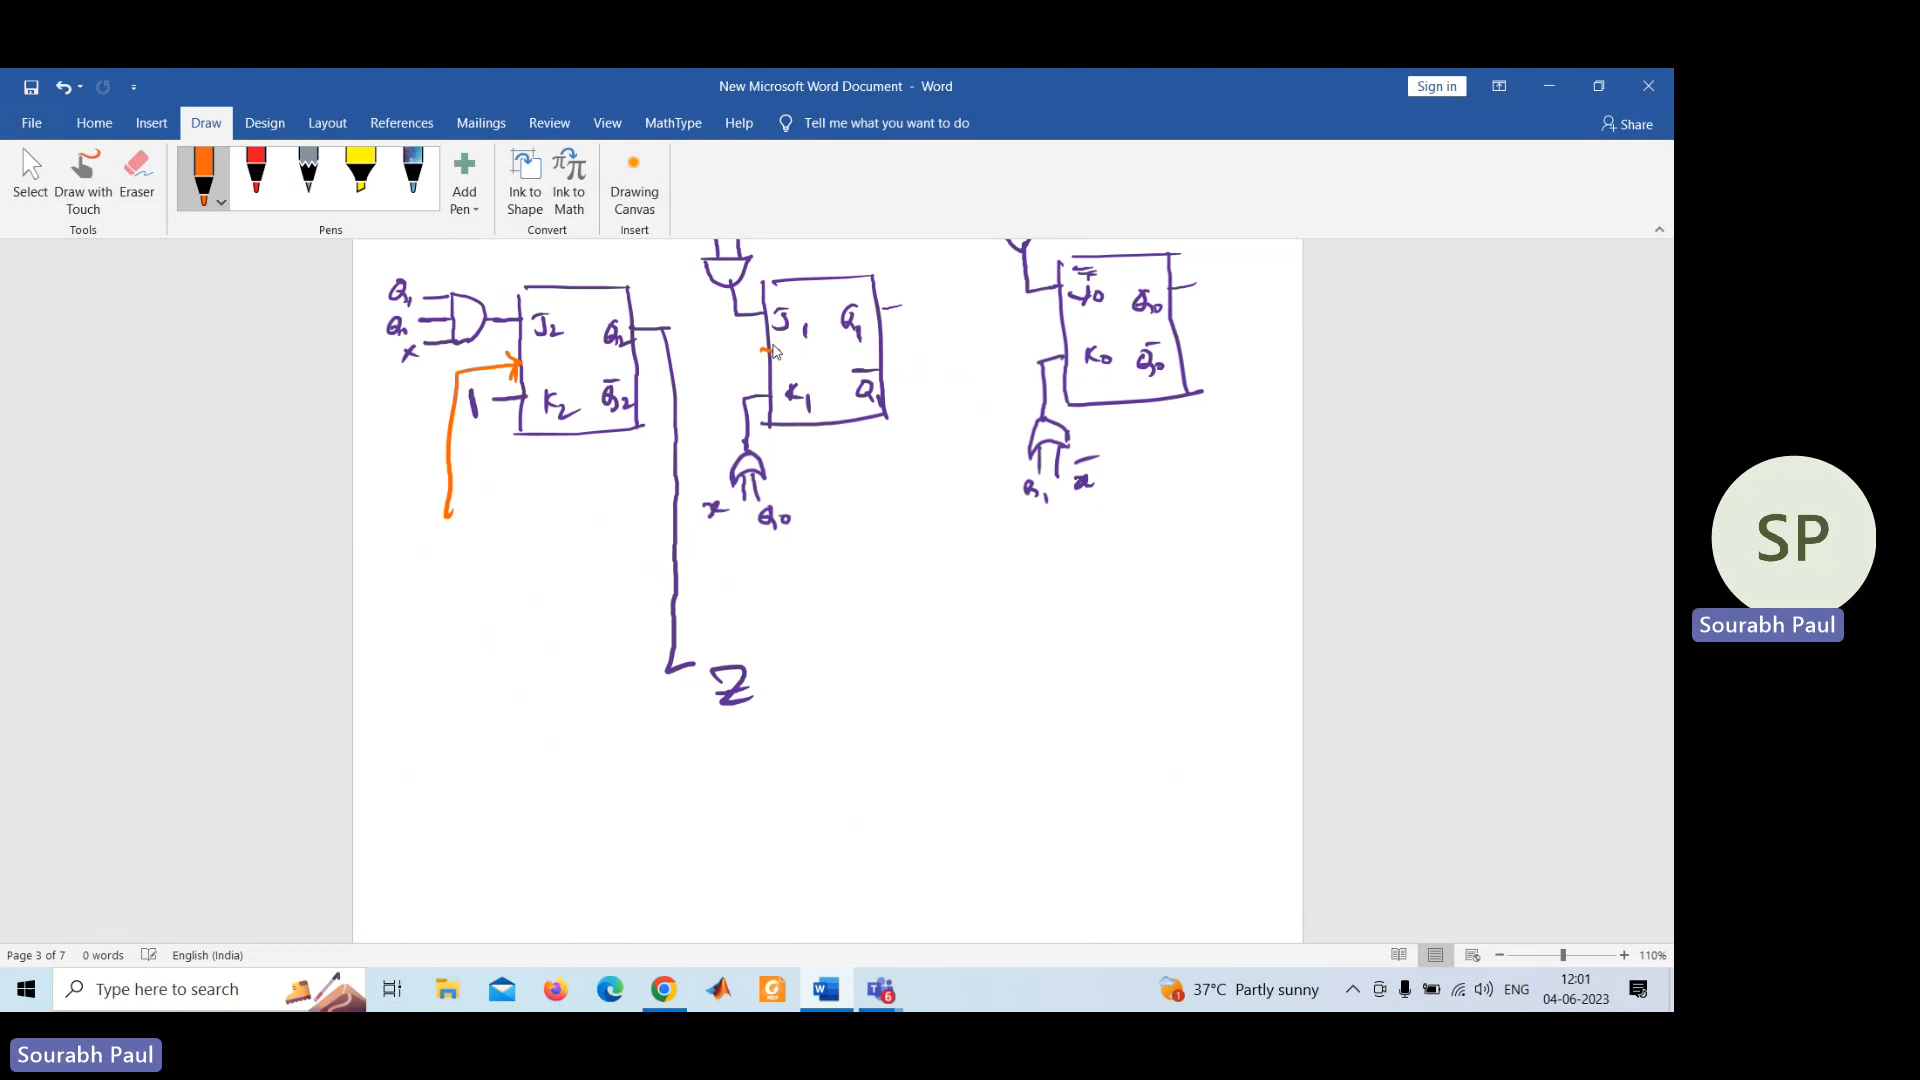 New Microsoft Word Document - Word
Sign in
File Home Insert Draw Design Layout References Mailings Review View MathType Help Tell me what you want to do
Share
Select Draw with Touch Eraser
Add Pen
Ink to Shape Ink to Math
Drawing Canvas
Tools Pens Convert Insert
Q1
x
J2 Q2
1 K2 Q̅2
J1 Q1
K1 Q̅1
x Q0
J0 Q0
K0 Q̅0
Q1 x̅
Z
SP
Sourabh Paul
Page 3 of 7 0 words English (India) 110%
Type here to search
6
1
37°C Partly sunny
ENG
12:01
04-06-2023
Sourabh Paul